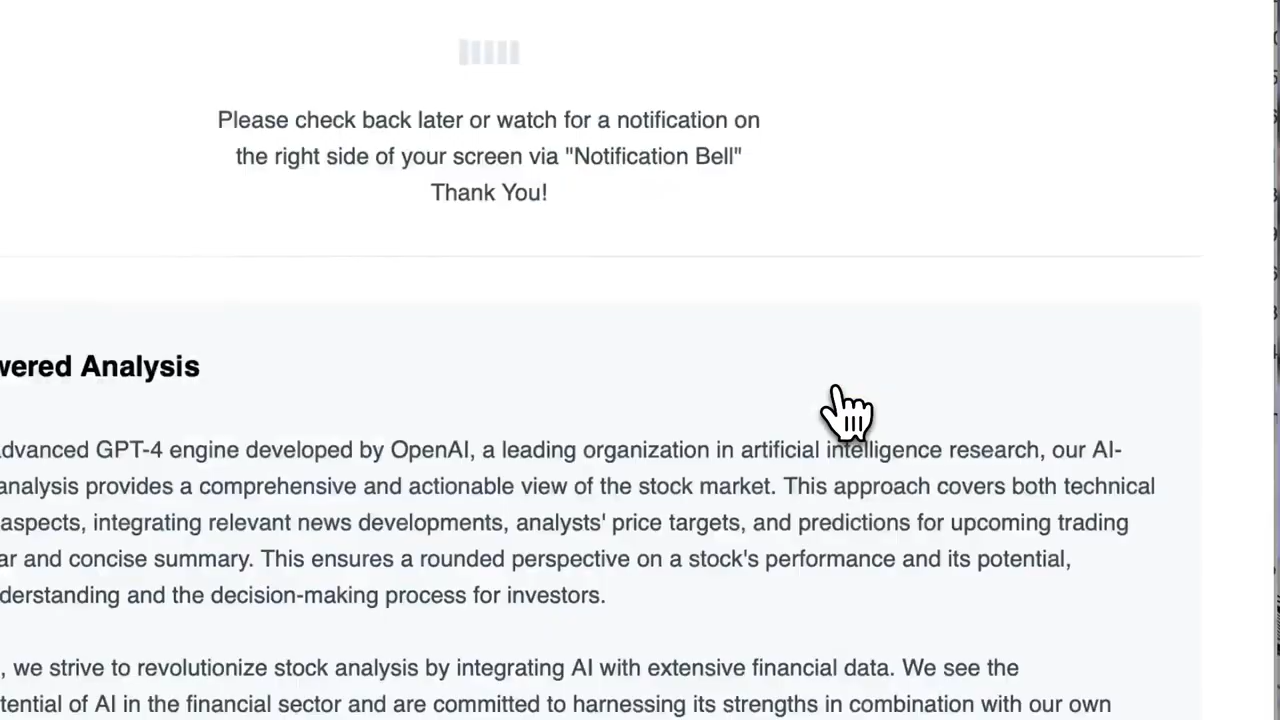 Please check back later or watch for a notification on
the right side of your screen via "Notification Bell"
Thank You!
wered Analysis
dvanced GPT-4 engine developed by OpenAI, a leading organization in artificial intelligence research, our AI-
analysis provides a comprehensive and actionable view of the stock market. This approach covers both technical
aspects, integrating relevant news developments, analysts' price targets, and predictions for upcoming trading
ar and concise summary. This ensures a rounded perspective on a stock's performance and its potential,
derstanding and the decision-making process for investors.
, we strive to revolutionize stock analysis by integrating AI with extensive financial data. We see the
tential of AI in the financial sector and are committed to harnessing its strengths in combination with our own